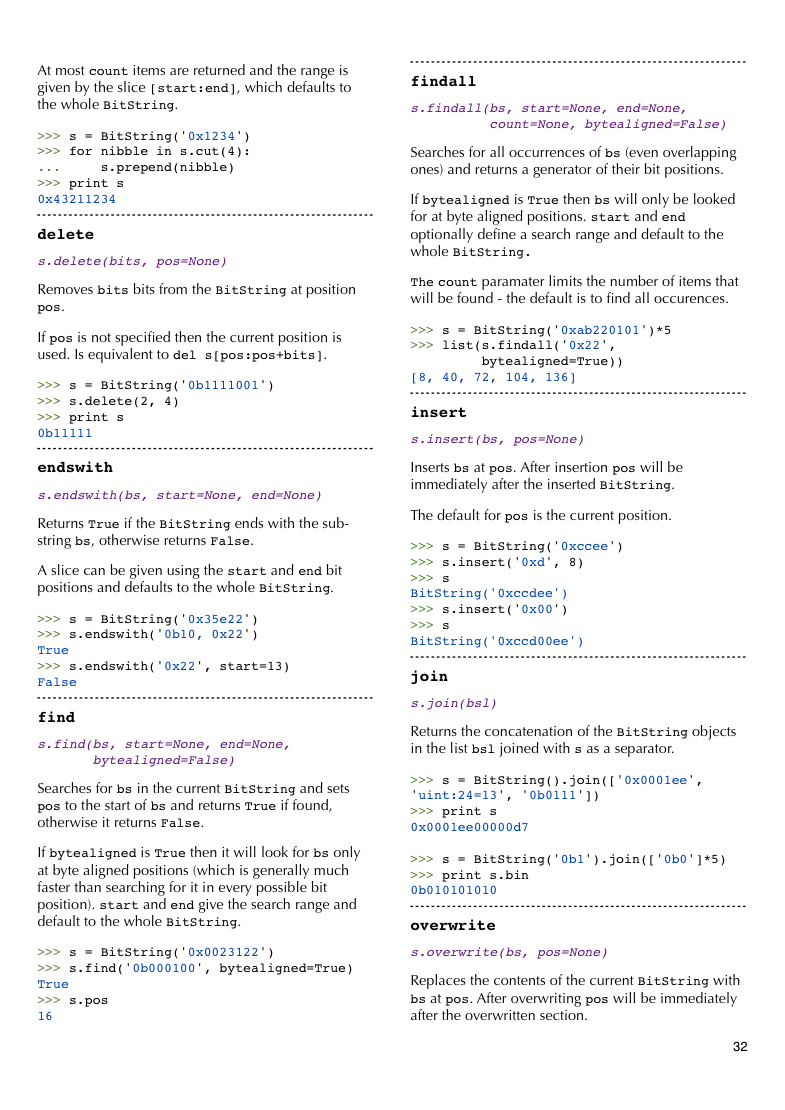 At most count items are returned and the range is
given by the slice [start:end], which defaults to
the whole BitString.
>>> s = BitString('0x1234')
>>> for nibble in s.cut(4):
...     s.prepend(nibble)
>>> print s
0x43211234
delete
s.delete(bits, pos=None)
Removes bits bits from the BitString at position
pos.
If pos is not specified then the current position is
used. Is equivalent to del s[pos:pos+bits].
>>> s = BitString('0b1111001')
>>> s.delete(2, 4)
>>> print s
0b11111
endswith
s.endswith(bs, start=None, end=None)
Returns True if the BitString ends with the sub-
string bs, otherwise returns False.
A slice can be given using the start and end bit
positions and defaults to the whole BitString.
>>> s = BitString('0x35e22')
>>> s.endswith('0b10, 0x22')
True
>>> s.endswith('0x22', start=13)
False
find
s.find(bs, start=None, end=None,
       bytealigned=False)
Searches for bs in the current BitString and sets
pos to the start of bs and returns True if found,
otherwise it returns False.
If bytealigned is True then it will look for bs only
at byte aligned positions (which is generally much
faster than searching for it in every possible bit
position). start and end give the search range and
default to the whole BitString.
>>> s = BitString('0x0023122')
>>> s.find('0b000100', bytealigned=True)
True
>>> s.pos
16
findall
s.findall(bs, start=None, end=None,
          count=None, bytealigned=False)
Searches for all occurrences of bs (even overlapping
ones) and returns a generator of their bit positions.
If bytealigned is True then bs will only be looked
for at byte aligned positions. start and end
optionally define a search range and default to the
whole BitString.
The count paramater limits the number of items that
will be found - the default is to find all occurences.
>>> s = BitString('0xab220101')*5
>>> list(s.findall('0x22',
         bytealigned=True))
[8, 40, 72, 104, 136]
insert
s.insert(bs, pos=None)
Inserts bs at pos. After insertion pos will be
immediately after the inserted BitString.
The default for pos is the current position.
>>> s = BitString('0xccee')
>>> s.insert('0xd', 8)
>>> s
BitString('0xccdee')
>>> s.insert('0x00')
>>> s
BitString('0xccd00ee')
join
s.join(bsl)
Returns the concatenation of the BitString objects
in the list bsl joined with s as a separator.
>>> s = BitString().join(['0x0001ee',
'uint:24=13', '0b0111'])
>>> print s
0x0001ee00000d7
>>> s = BitString('0b1').join(['0b0']*5)
>>> print s.bin
0b010101010
overwrite
s.overwrite(bs, pos=None)
Replaces the contents of the current BitString with
bs at pos. After overwriting pos will be immediately
after the overwritten section.
32